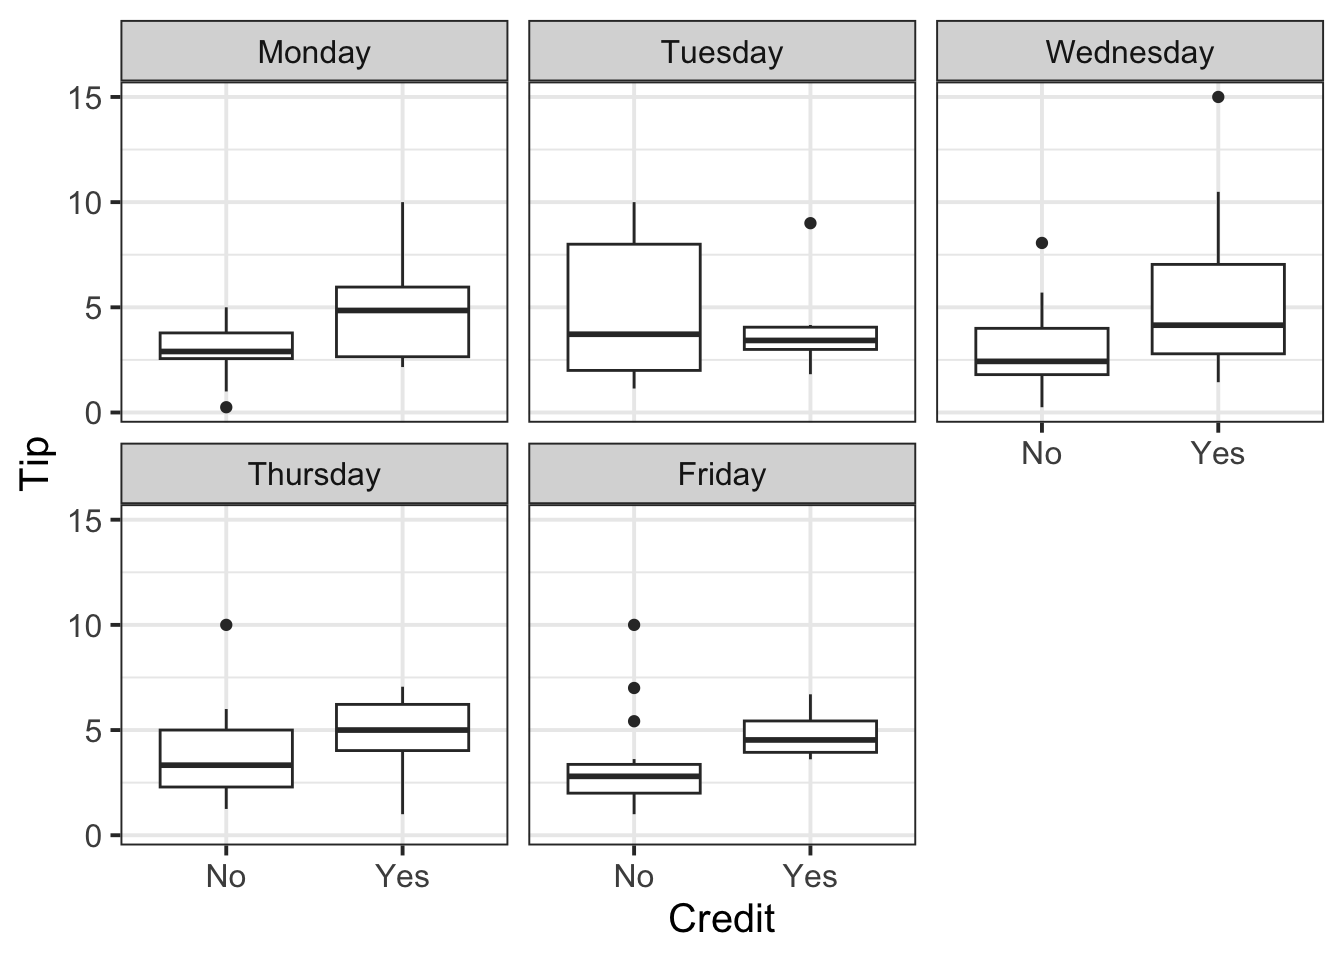 Monday
Tuesday
Wednesday
15
10
5
0
No
Yes
Tip
Thursday
Friday
15
10
5
0
No
Yes
No
Yes
Credit